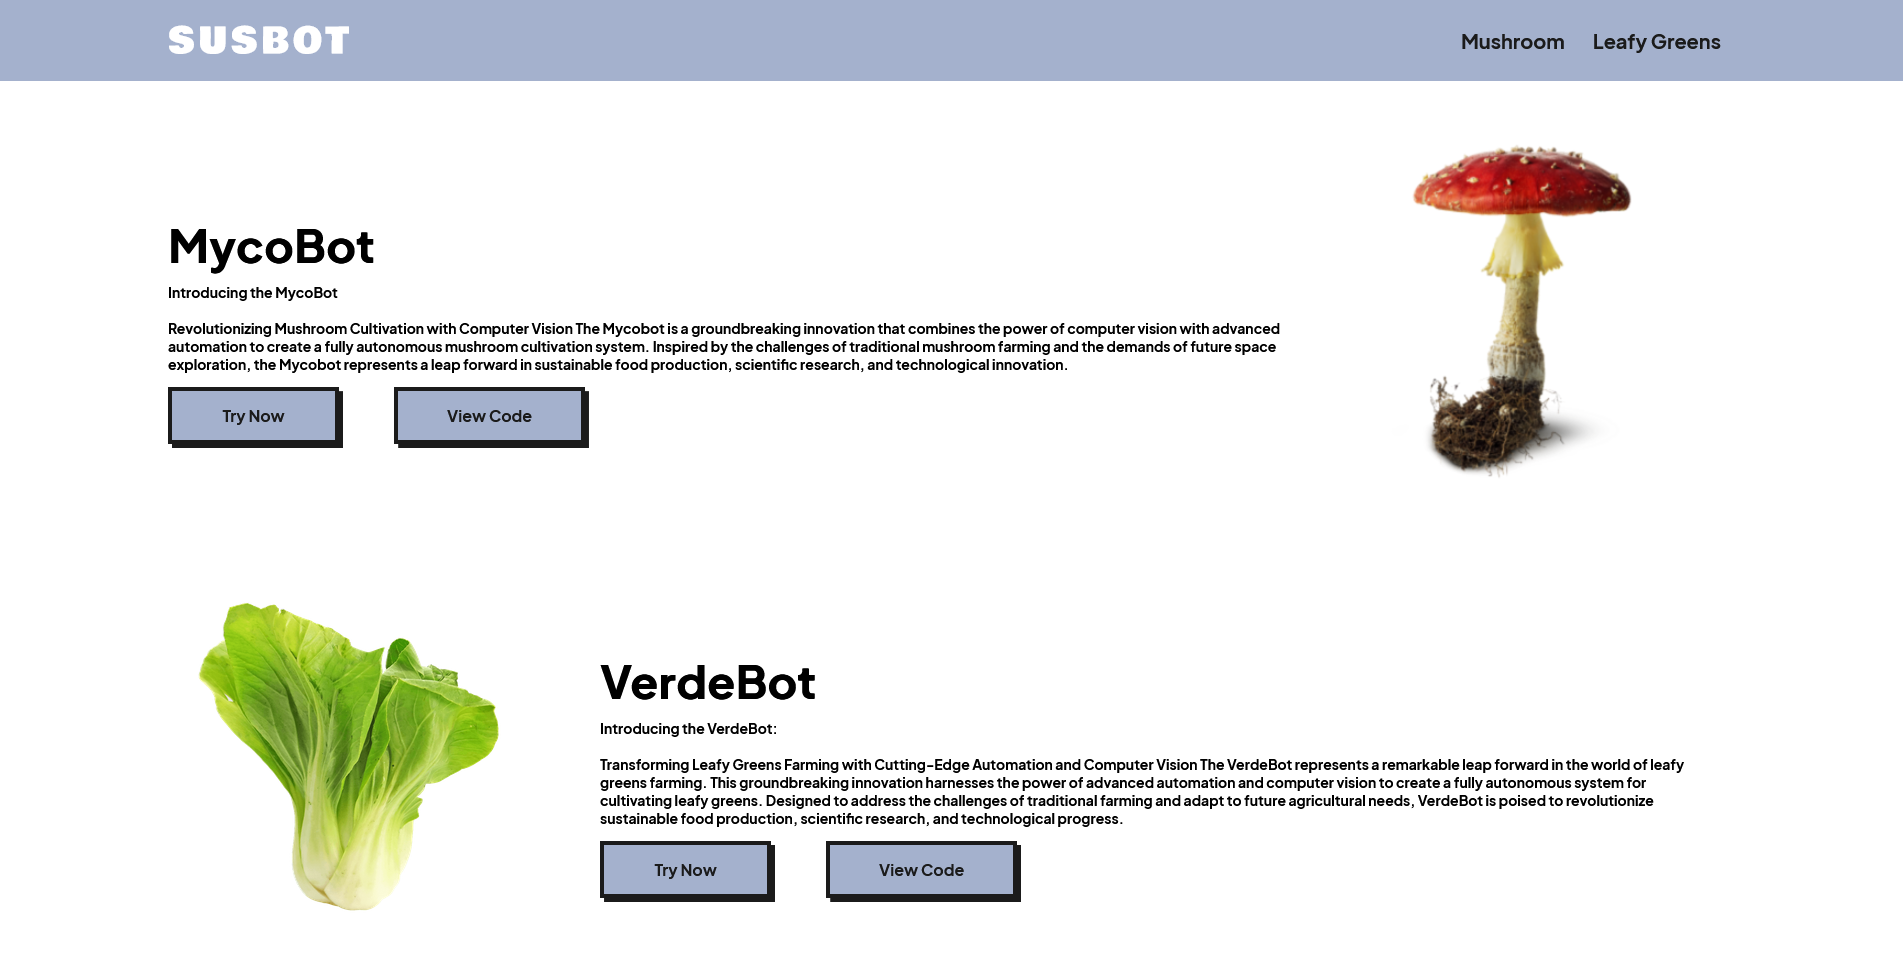 SUSBOT
Mushroom Leafy Greens
MycoBot
Introducing the MycoBot
Revolutionizing Mushroom Cultivation with Computer Vision The Mycobot is a groundbreaking innovation that combines the power of computer vision with advanced
automation to create a fully autonomous mushroom cultivation system. Inspired by the challenges of traditional mushroom farming and the demands of future space
exploration, the Mycobot represents a leap forward in sustainable food production, scientific research, and technological innovation.
Try Now View Code
VerdeBot
Introducing the VerdeBot:
Transforming Leafy Greens Farming with Cutting-Edge Automation and Computer Vision The VerdeBot represents a remarkable leap forward in the world of leafy
greens farming. This groundbreaking innovation harnesses the power of advanced automation and computer vision to create a fully autonomous system for
cultivating leafy greens. Designed to address the challenges of traditional farming and adapt to future agricultural needs, VerdeBot is poised to revolutionize
sustainable food production, scientific research, and technological progress.
Try Now View Code